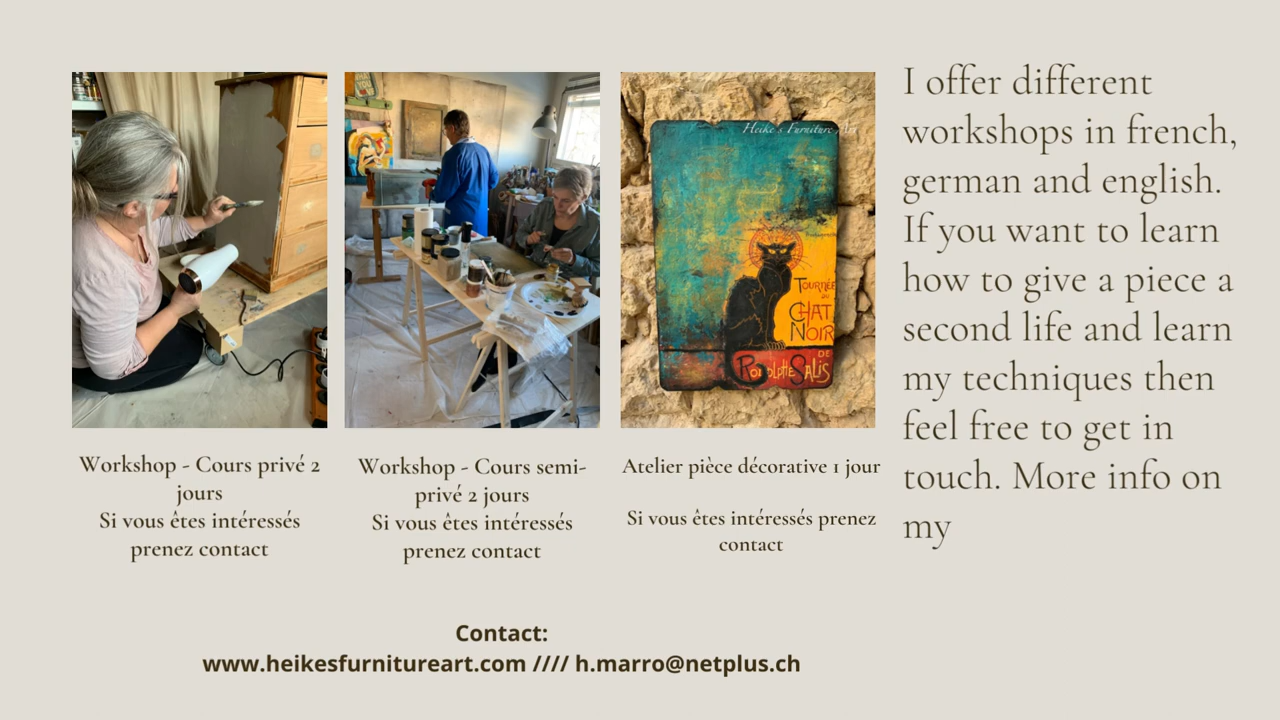 Heike's Furniture Art
TOURNÉE
DU
CHAT
NOIR
DE
RODOLPHE SALIS
Workshop - Cours privé 2
jours
Si vous êtes intéressés
prenez contact
Workshop - Cours semi-
privé 2 jours
Si vous êtes intéressés
prenez contact
Atelier pièce décorative 1 jour
Si vous êtes intéressés prenez
contact
I offer different
workshops in french,
german and english.
If you want to learn
how to give a piece a
second life and learn
my techniques then
feel free to get in
touch. More info on
my
Contact:
www.heikesfurnitureart.com //// h.marro@netplus.ch